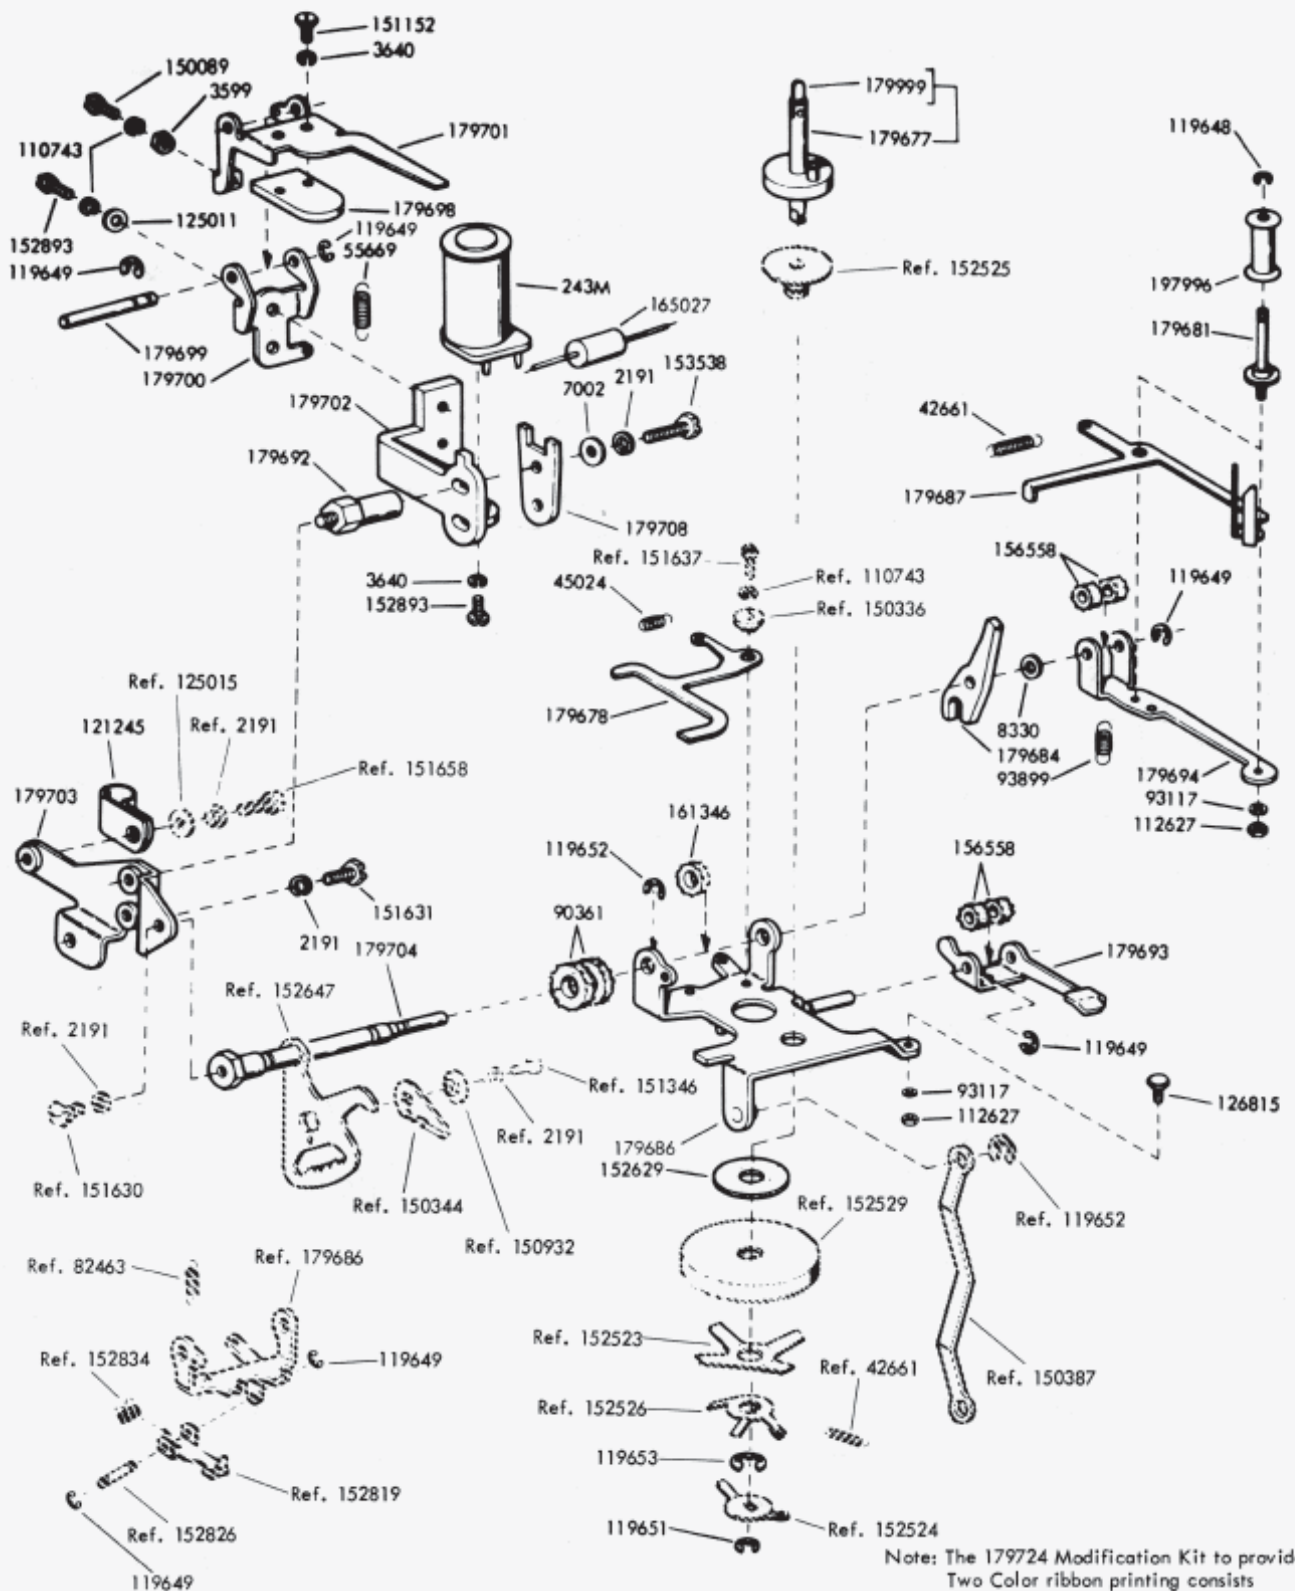 151152
3640
150089
3599
179999
179677
119648
110743
179701
179698
125011
119649
55669
152893
119649
243M
Ref. 152525
197996
165027
179681
179699
179700
7002
2191
153538
42661
179702
179692
179687
179708
156558
119649
Ref. 151637
3640
45024
Ref. 110743
152893
Ref. 150336
Ref. 125015
121245
Ref. 2191
179678
8330
179684
93899
179694
Ref. 151658
179703
93117
112627
161346
119652
156558
90361
151631
2191
179704
179693
Ref. 152647
Ref. 2191
119649
Ref. 151346
93117
126815
112627
Ref. 2191
179686
152629
Ref. 151630
Ref. 150344
Ref. 152529
Ref. 119652
Ref. 150932
Ref. 179686
Ref. 82463
Ref. 152523
Ref. 152834
119649
Ref. 42661
Ref. 150387
Ref. 152526
119653
Ref. 152819
Ref. 152826
119651
Ref. 152524
119649
Note: The 179724 Modification Kit to provid
Two Color ribbon printing consists